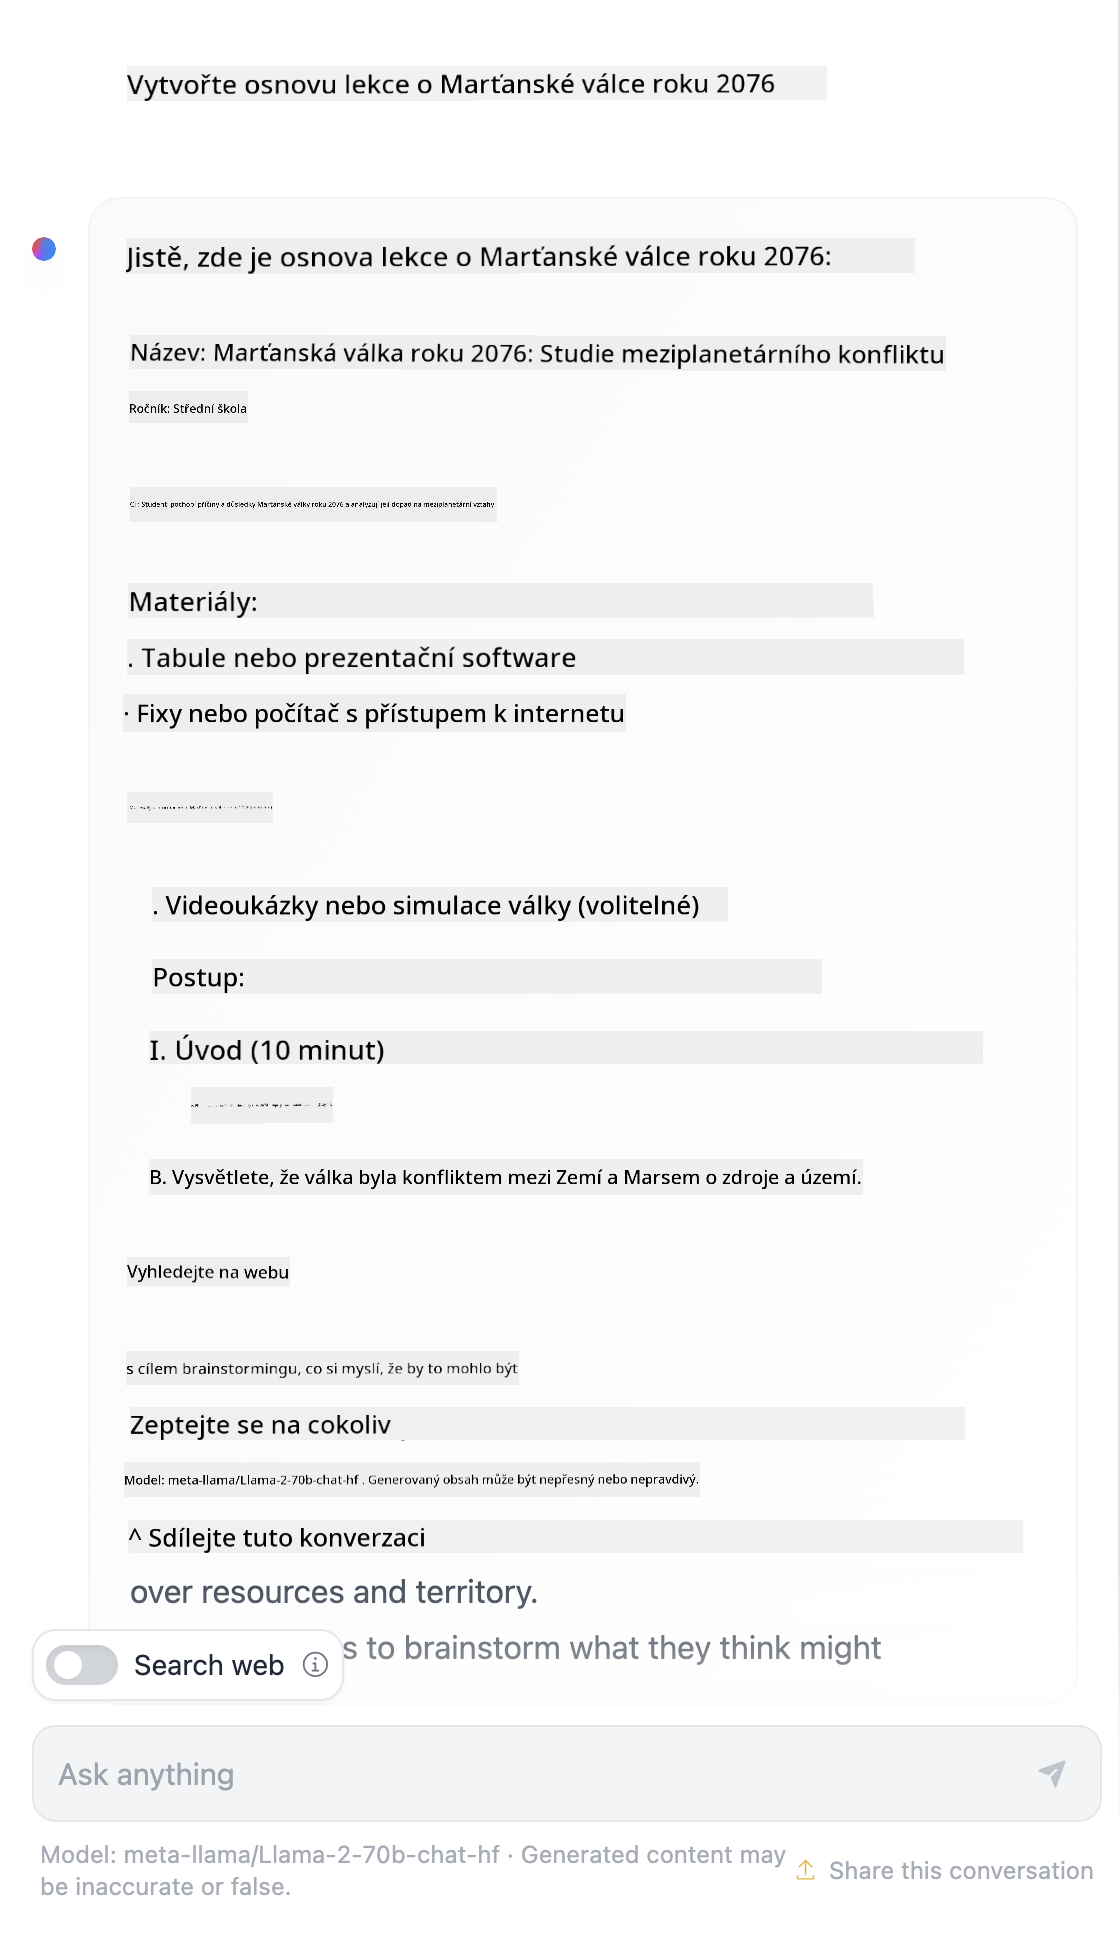 Vytvořte osnovu lekce o Marťanské válce roku 2076
Jistě, zde je osnova lekce o Marťanské válce roku 2076:
Název: Marťanská válka roku 2076: Studie meziplanetárního konfliktu
Ročník: Střední škola
pochopí příčiny a důsledky Marťanské války roku 2076 a analyzují její dopad na meziplanetární vztahy.
Materiály:
. Tabule nebo prezentační software
· Fixy nebo počítač s přístupem k internetu
. Videoukázky nebo simulace války (volitelné)
Postup:
I. Úvod (10 minut)
B. Vysvětlete, že válka byla konfliktem mezi Zemí a Marsem o zdroje a území.
Vyhledejte na webu
s cílem brainstormingu, co si myslí, že by to mohlo být
Zeptejte se na cokoliv
Model: meta-llama/Llama-2-70b-chat-hf . Generovaný obsah může být nepřesný nebo nepravdivý.
^ Sdílejte tuto konverzaci
over resources and territory.
s to brainstorm what they think might
Search web
Ask anything
Model: meta-llama/Llama-2-70b-chat-hf · Generated content may
be inaccurate or false.
Share this conversation